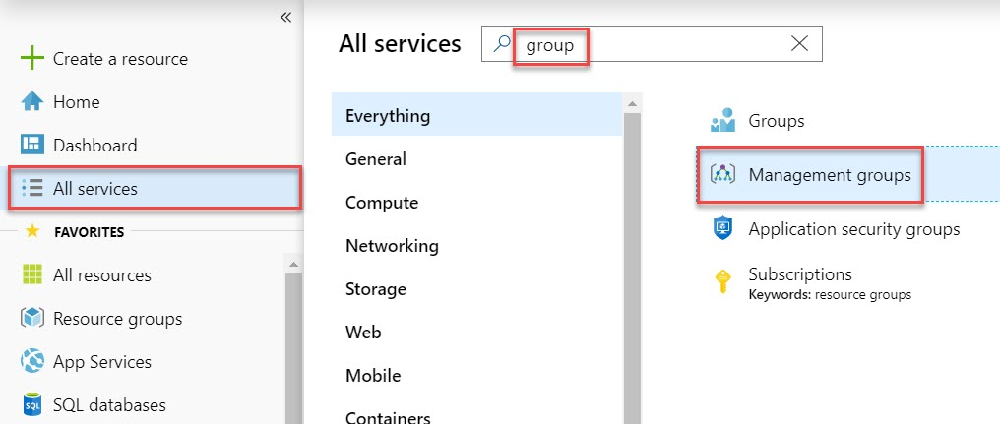 «
Create a resource
Home
Dashboard
All services
FAVORITES
All resources
Resource groups
App Services
SQL
SQL databases
All services
group
Everything
General
Compute
Networking
Storage
Web
Mobile
Containers
Groups
Management groups
Application security groups
Subscriptions
Keywords: resource groups